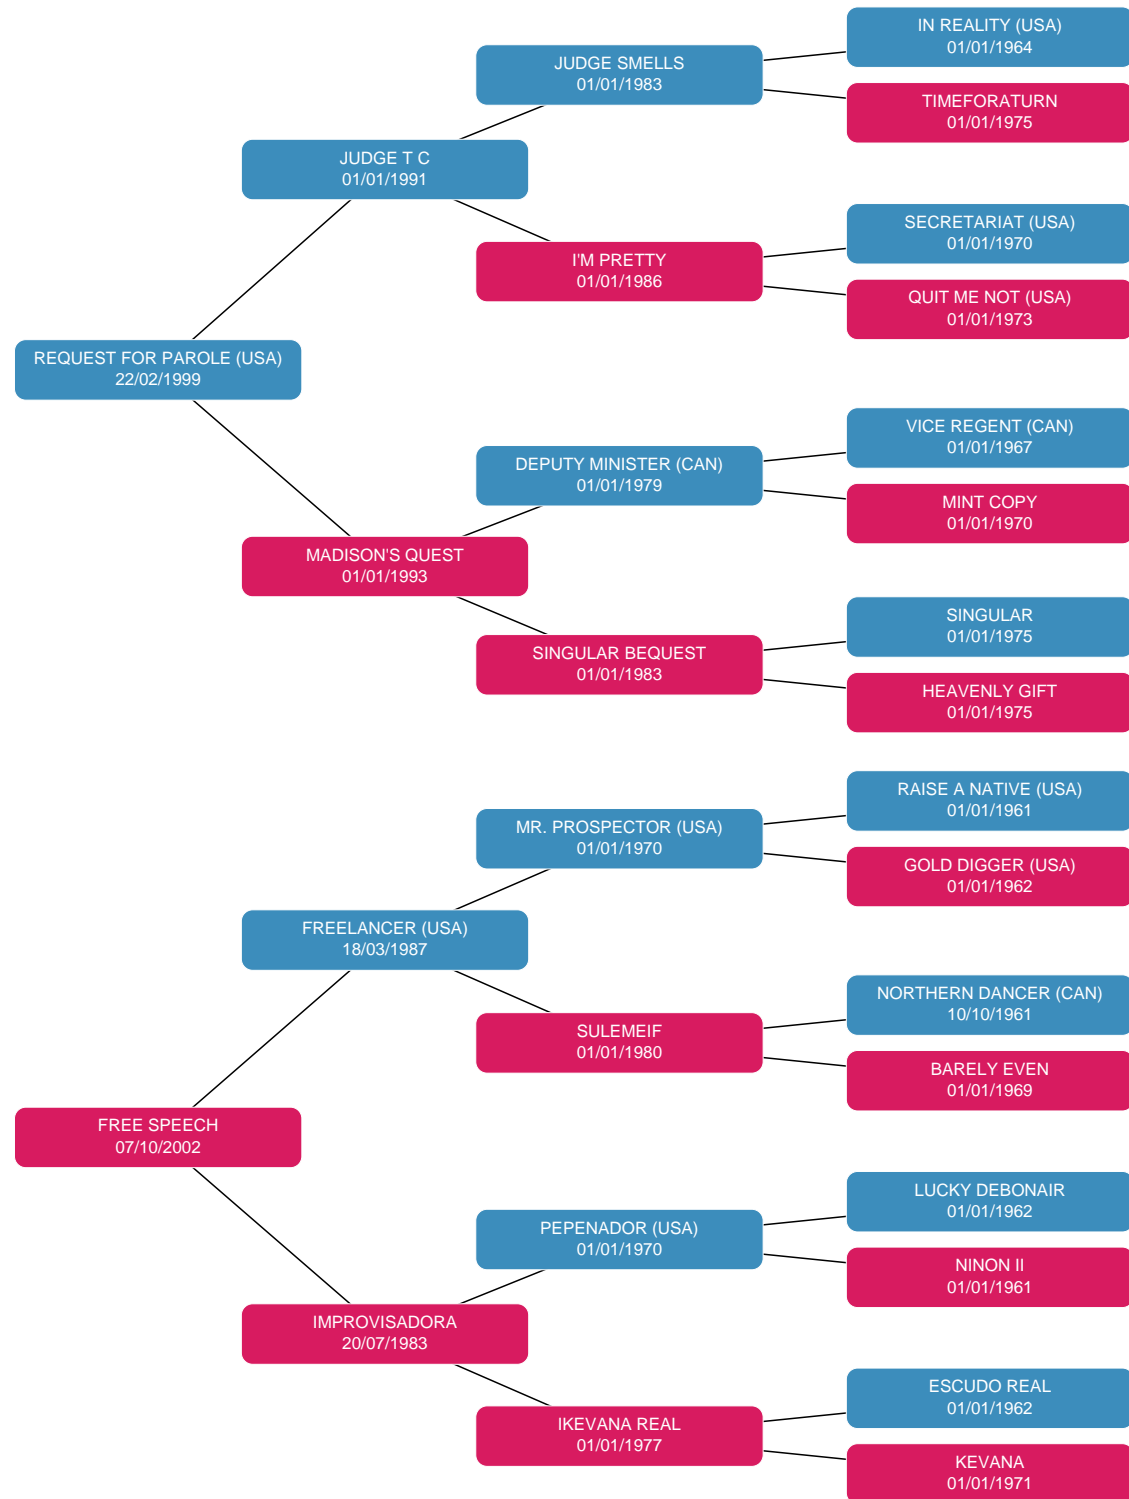 IN REALITY (USA)
01/01/1964
JUDGE SMELLS
01/01/1983
TIMEFORATURN
01/01/1975
JUDGE T C
01/01/1991
SECRETARIAT (USA)
01/01/1970
I'M PRETTY
01/01/1986
QUIT ME NOT (USA)
01/01/1973
REQUEST FOR PAROLE (USA)
22/02/1999
VICE REGENT (CAN)
01/01/1967
DEPUTY MINISTER (CAN)
01/01/1979
MINT COPY
01/01/1970
MADISON'S QUEST
01/01/1993
SINGULAR
01/01/1975
SINGULAR BEQUEST
01/01/1983
HEAVENLY GIFT
01/01/1975
RAISE A NATIVE (USA)
01/01/1961
MR. PROSPECTOR (USA)
01/01/1970
GOLD DIGGER (USA)
01/01/1962
FREELANCER (USA)
18/03/1987
NORTHERN DANCER (CAN)
10/10/1961
SULEMEIF
01/01/1980
BARELY EVEN
01/01/1969
FREE SPEECH
07/10/2002
LUCKY DEBONAIR
01/01/1962
PEPENADOR (USA)
01/01/1970
NINON II
01/01/1961
IMPROVISADORA
20/07/1983
ESCUDO REAL
01/01/1962
IKEVANA REAL
01/01/1977
KEVANA
01/01/1971